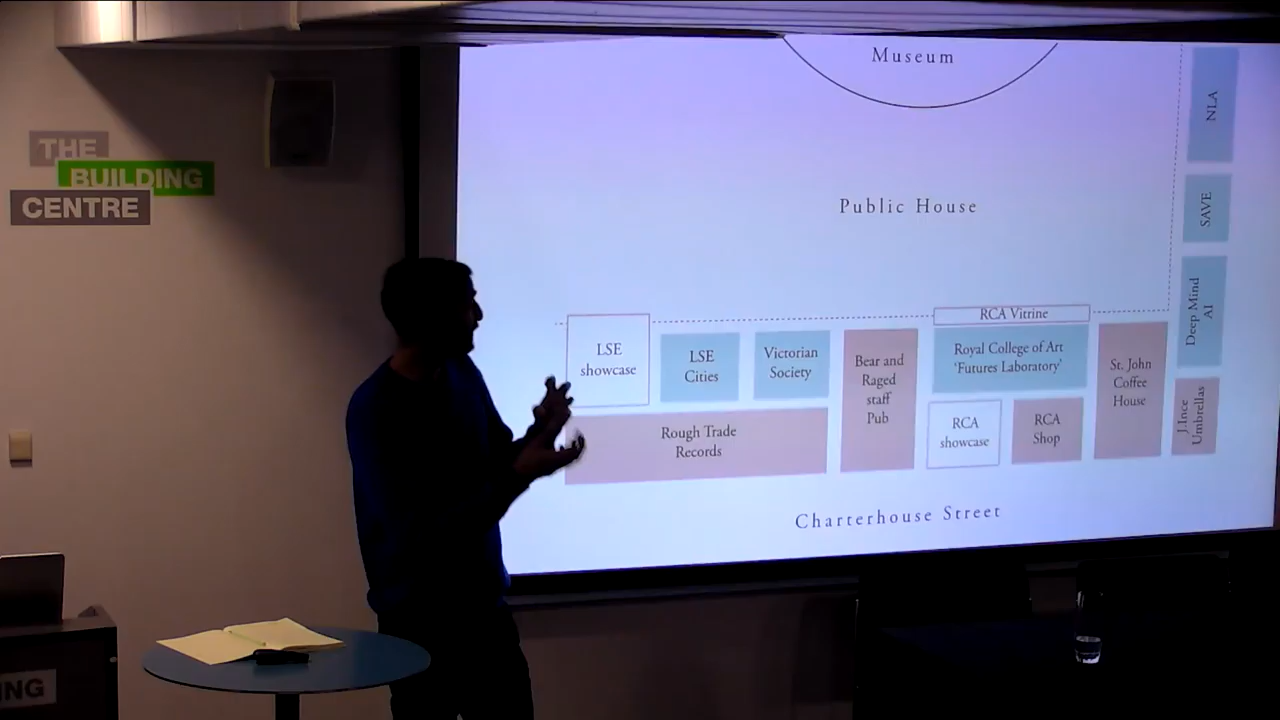 THE
BUILDING
CENTRE
Museum
NLA
Public House
SAVE
Deep Mind
AI
RCA Vitrine
LSE
showcase
LSE
Cities
Victorian
Society
Bear and
Raged
staff
Pub
Royal College of Art
'Futures Laboratory'
St. John
Coffee
House
J.Ince
Umbrellas
Rough Trade
Records
RCA
showcase
RCA
Shop
Charterhouse Street
NG